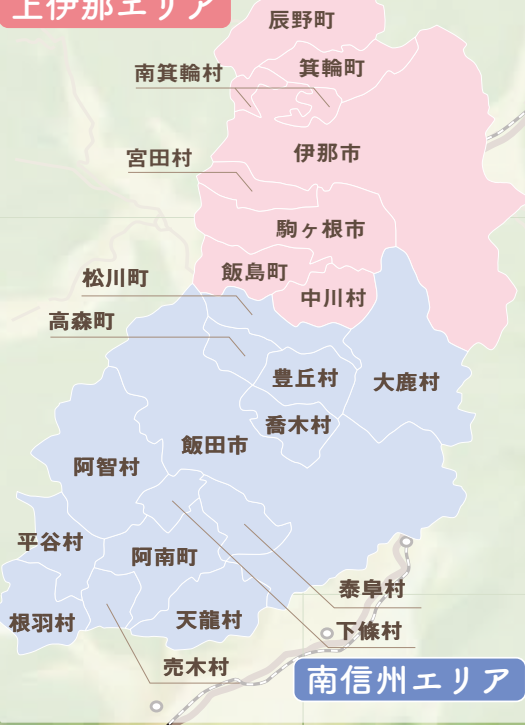 上伊那エリア
辰野町
箕輪町
南箕輪村
伊那市
宮田村
駒ヶ根市
飯島町
松川町
中川村
高森町
豊丘村
大鹿村
喬木村
飯田市
阿智村
平谷村
阿南町
泰阜村
根羽村
天龍村
下條村
売木村
南信州エリア